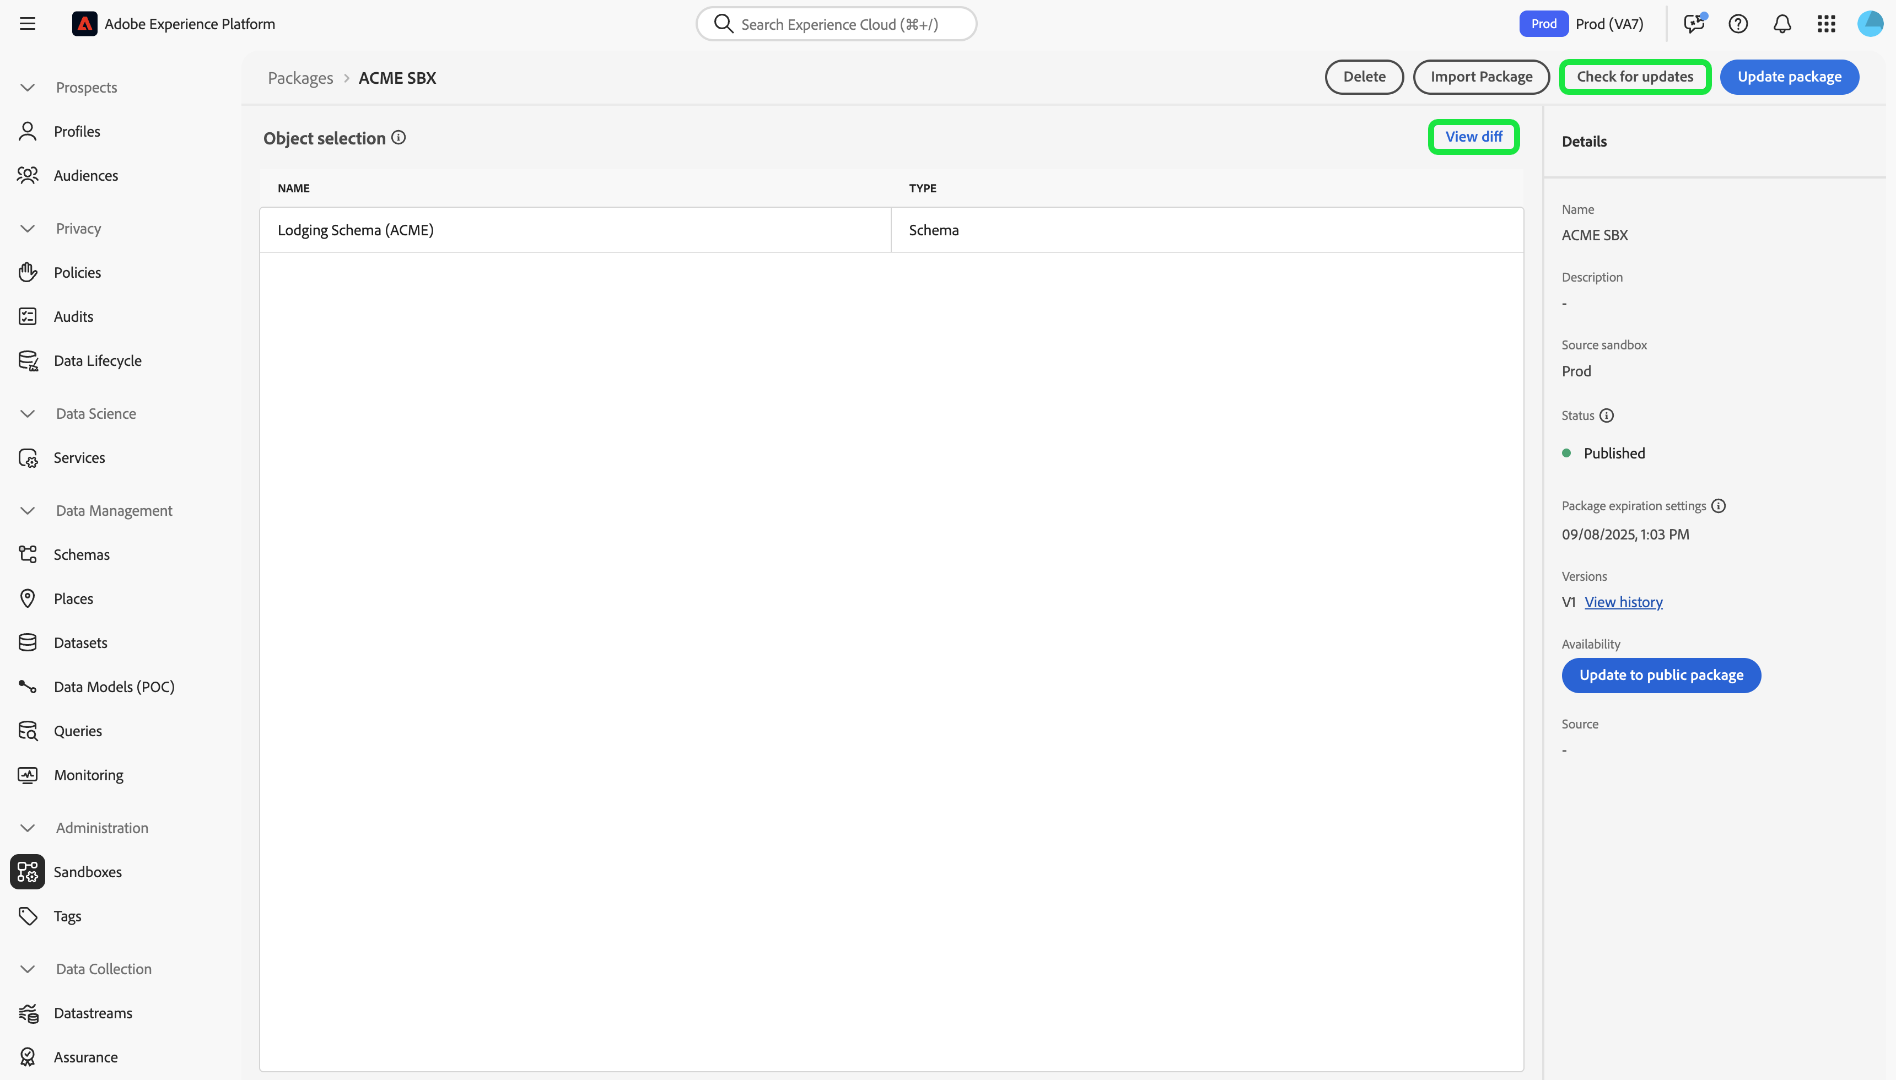 Adobe Experience Platform
Search Experience Cloud (⌘+/)
Prod
Prod (VA7)
Prospects
Profiles
Audiences
Privacy
Policies
Audits
Data Lifecycle
Data Science
Services
Data Management
Schemas
Places
Datasets
Data Models (POC)
Queries
Monitoring
Administration
Sandboxes
Tags
Data Collection
Datastreams
Assurance
Packages > ACME SBX
Delete
Import Package
Check for updates
Update package
Object selection
View diff
NAME TYPE
Lodging Schema (ACME) Schema
Details
Name
ACME SBX
Description
-
Source sandbox
Prod
Status
Published
Package expiration settings
09/08/2025, 1:03 PM
Versions
V1 View history
Availability
Update to public package
Source
-